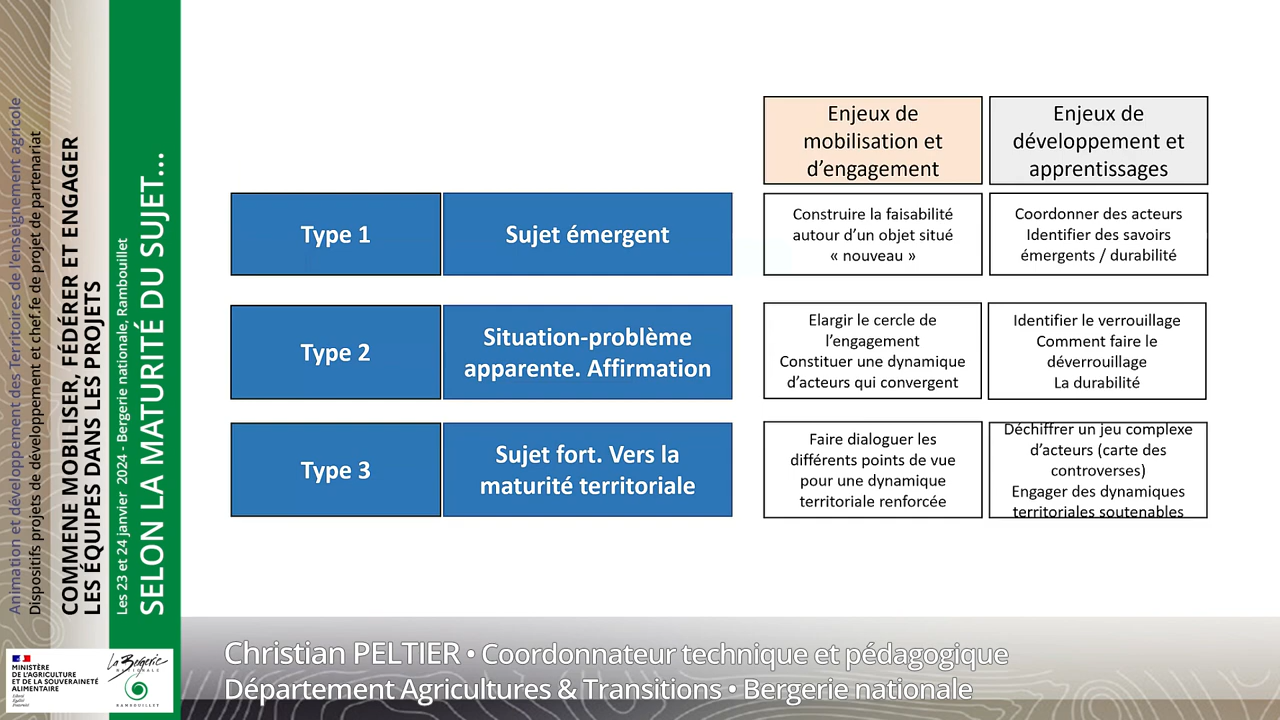 Animation et développement des Territoires de l'enseignement agricole
Dispositifs projets de développement et chef.fe de projet de partenariat
COMMENE MOBILISER, FÉDÉRER ET ENGAGER
LES ÉQUIPES DANS LES PROJETS
Les 23 et 24 janvier 2024 - Bergerie nationale, Rambouillet
SELON LA MATURITÉ DU SUJET...
Enjeux de
mobilisation et
d'engagement
Enjeux de
développement et
apprentissages
Type 1
Sujet émergent
Construire la faisabilité
autour d'un objet situé
« nouveau »
Coordonner des acteurs
Identifier des savoirs
émergents / durabilité
Type 2
Situation-problème
apparente. Affirmation
Elargir le cercle de
l'engagement
Constituer une dynamique
d'acteurs qui convergent
Identifier le verrouillage
Comment faire le
déverrouillage
La durabilité
Type 3
Sujet fort. Vers la
maturité territoriale
Faire dialoguer les
différents points de vue
pour une dynamique
territoriale renforcée
Déchiffrer un jeu complexe
d'acteurs (carte des
controverses)
Engager des dynamiques
territoriales soutenables
Christian PELTIER • Coordonnateur technique et pédagogique
Département Agricultures & Transitions • Bergerie nationale
MINISTÈRE
DE L'AGRICULTURE
ET DE LA SOUVERAINETÉ
ALIMENTAIRE
Liberté
Égalité
Fraternité
La Bergerie
NATIONALE
RAMBOUILLET